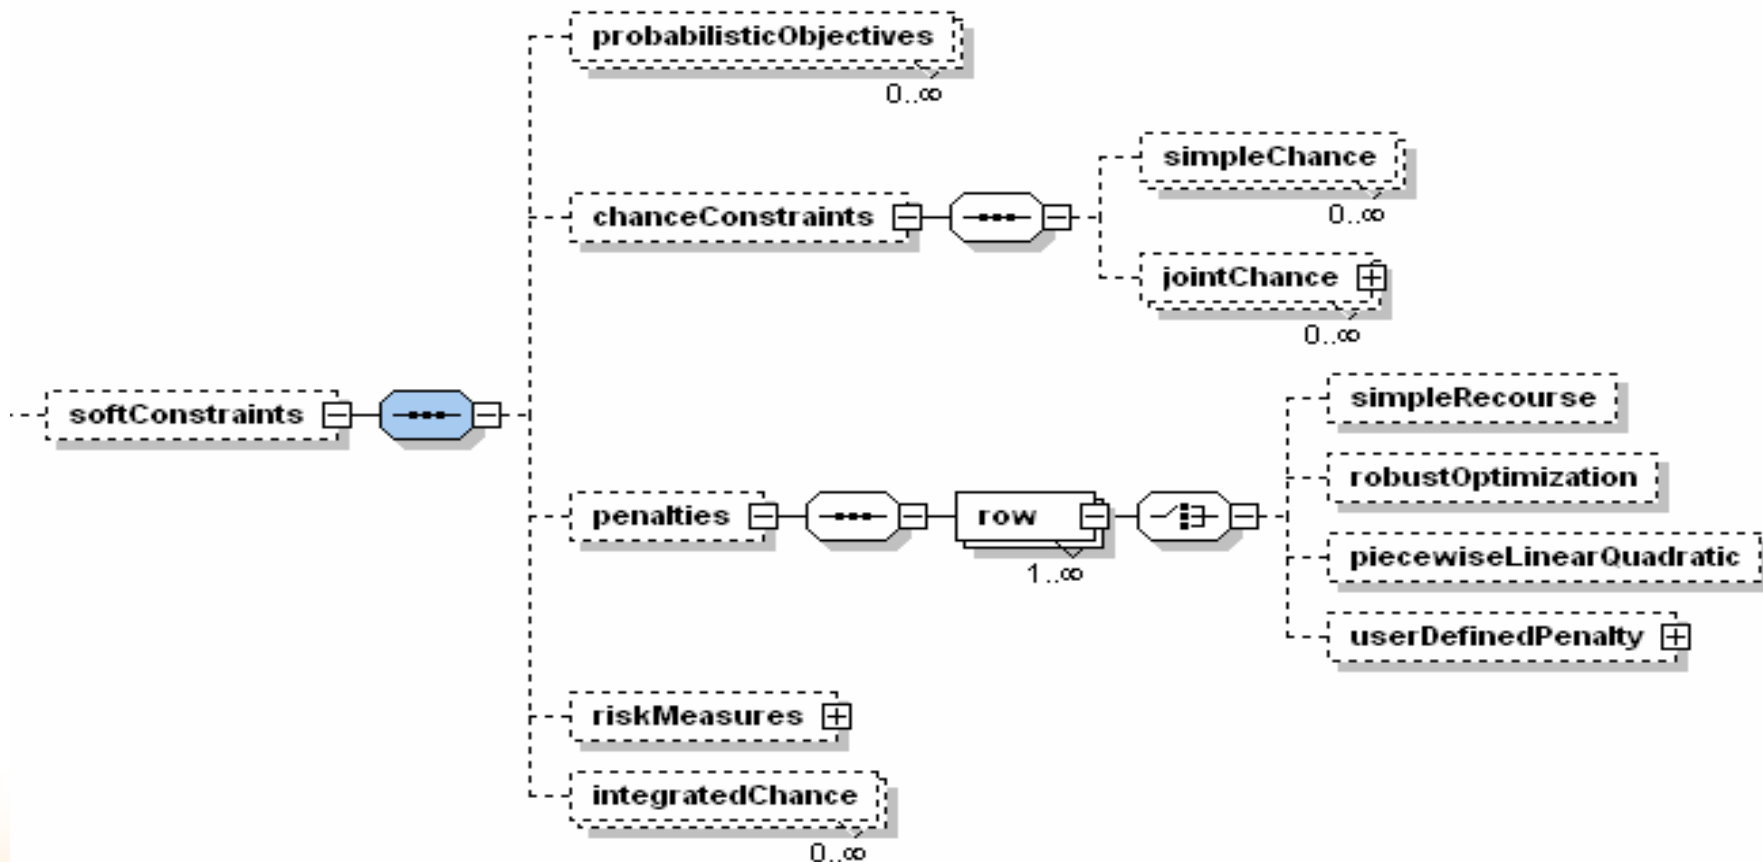 probabilisticObjectives
0..∞
simpleChance
0..∞
chanceConstraints
jointChance
0..∞
softConstraints
simpleRecourse
robustOptimization
penalties
row
1..∞
piecewiseLinearQuadratic
userDefinedPenalty
riskMeasures
integratedChance
0..∞